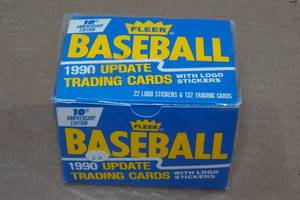 10th
ANNIVERSARY
EDITION
FLEER
BASEBALL
1990 UPDATE
TRADING CARDS
WITH LOGO
STICKERS
22 LOGO STICKERS & 132 TRADING CARDS
10th
ANNIVERSARY
EDITION
FLEER
BASEBALL
1990 UPDATE
TRADING CARDS
WITH LOGO
STICKERS